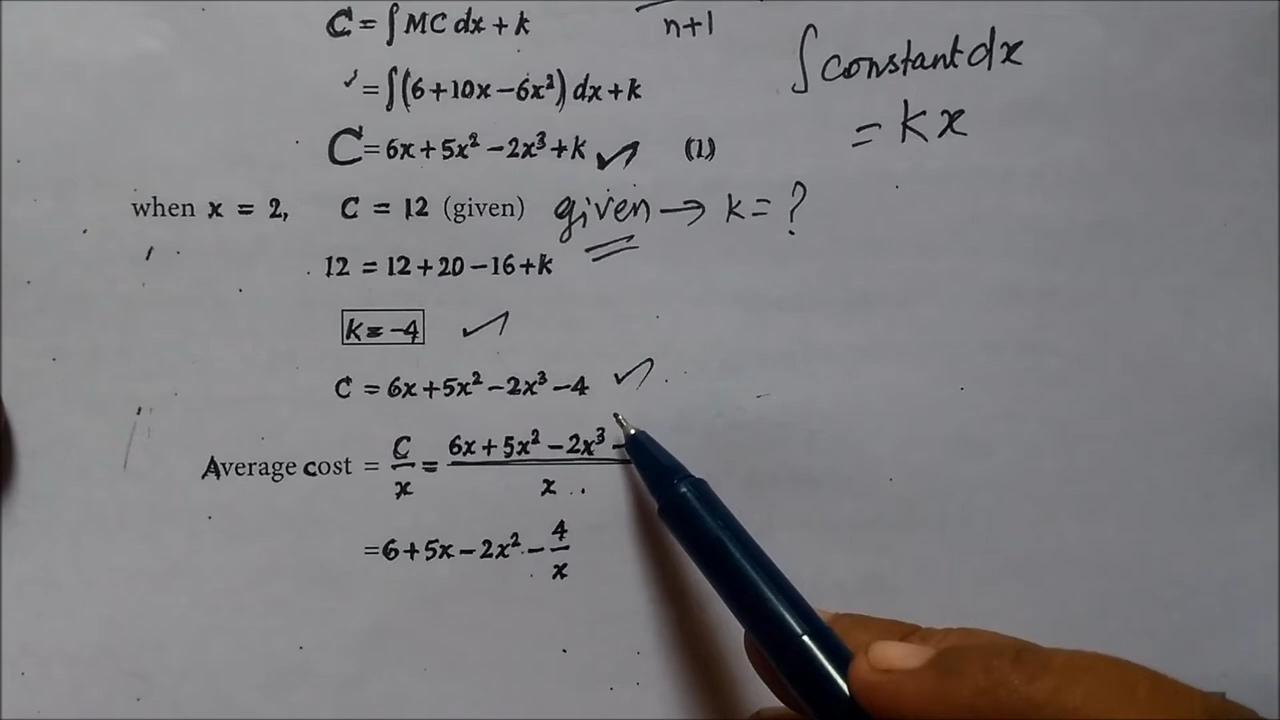 C = ∫ MC dx + k
n+1
∫ constant dx
= ∫(6+10x−6x²) dx + k
= kx
C = 6x + 5x² − 2x³ + k (1)
when x = 2, C = 12 (given) given → k = ?
12 = 12 + 20 − 16 + k
k = −4
C = 6x + 5x² − 2x³ − 4
Average cost = C/x = 6x + 5x² − 2x³ − / x
= 6 + 5x − 2x² − 4/x